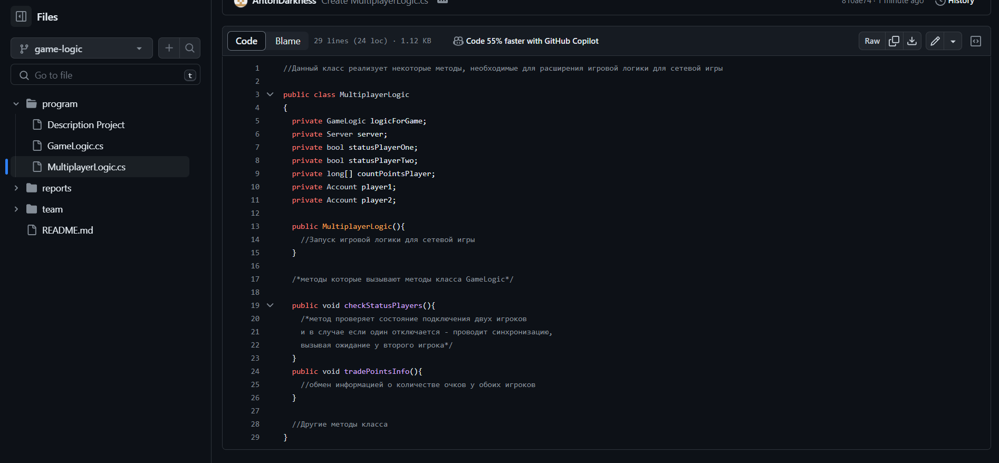 Files
game-logic
Go to file
t
program
Description Project
GameLogic.cs
MultiplayerLogic.cs
reports
team
README.md
AntonDarkness Create MultiplayerLogic.cs
810ae74 · 1 minute ago History
Code Blame 29 lines (24 loc) · 1.12 KB Code 55% faster with GitHub Copilot Raw
1 //Данный класс реализует некоторые методы, необходимые для расширения игровой логики для сетевой игры
2
3 public class MultiplayerLogic
4 {
5 private GameLogic logicForGame;
6 private Server server;
7 private bool statusPlayerOne;
8 private bool statusPlayerTwo;
9 private long[] countPointsPlayer;
10 private Account player1;
11 private Account player2;
12
13 public MultiplayerLogic(){
14 //Запуск игровой логики для сетевой игры
15 }
16
17 /*методы которые вызывают методы класса GameLogic*/
18
19 public void checkStatusPlayers(){
20 /*метод проверяет состояние подключения двух игроков
21 и в случае если один отключается - проводит синхронизацию,
22 вызывая ожидание у второго игрока*/
23 }
24 public void tradePointsInfo(){
25 //обмен информацией о количестве очков у обоих игроков
26 }
27
28 //Другие методы класса
29 }